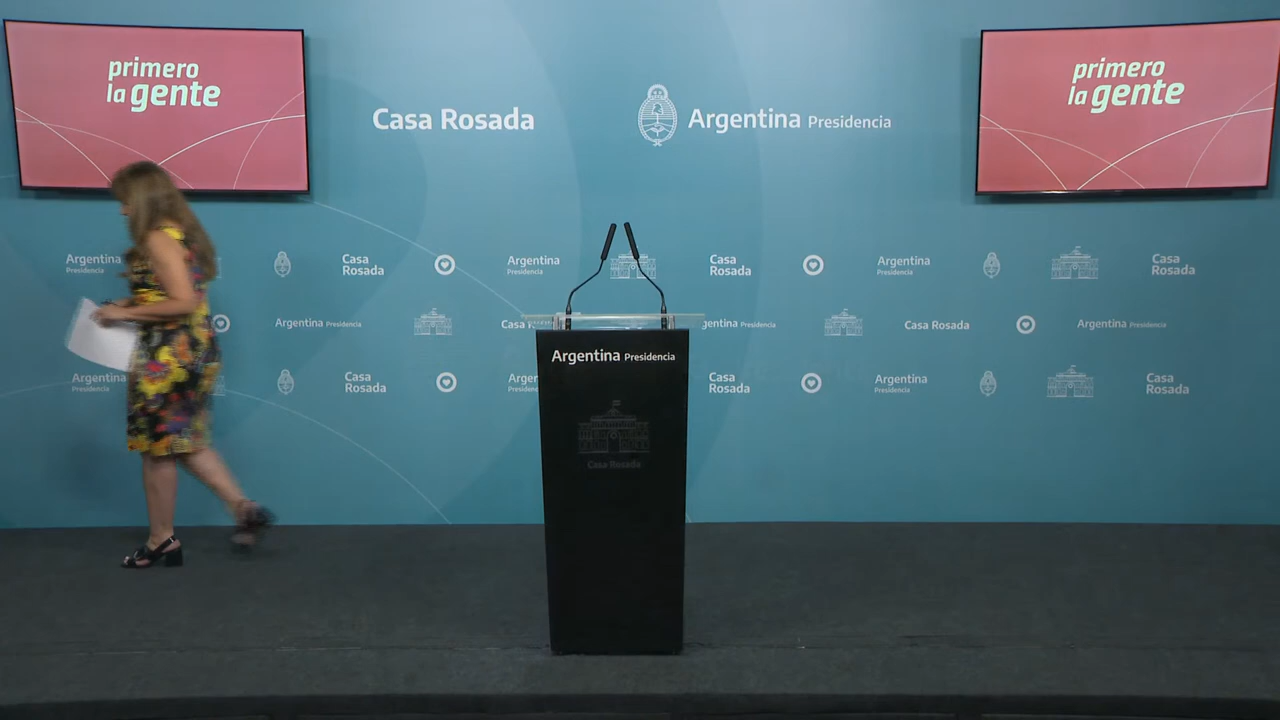 primero
la gente
Casa Rosada
Argentina Presidencia
primero
la gente
Argentina
Presidencia
Casa
Rosada
Argentina
Presidencia
Casa
Rosada
Argentina
Presidencia
Casa
Rosada
Argentina Presidencia
Casa
Presidencia
Casa Rosada
Argentina Presidencia
Argentina
Presidencia
Casa
Rosada
Casa
Rosada
Argentina
Presidencia
Casa
Rosada
Argentina Presidencia
Casa Rosada